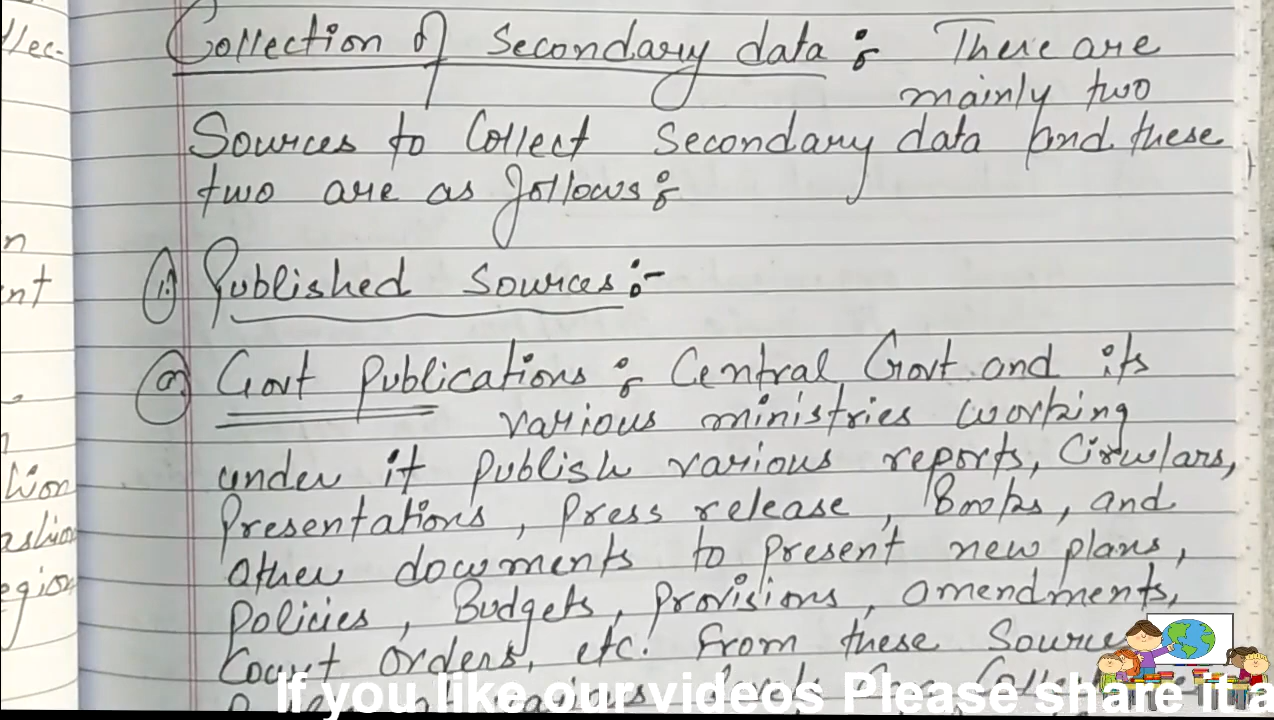 llec-
n
nt
Collection of Secondary data : There are
mainly two
Sources to Collect Secondary data and these
two are as follows :
(1.) Published Sources :-
(a) Govt Publications : Central Govt and its
various ministries working
under it publish various reports, Circulars,
Presentations, Press release, Books, and
other documents to present new plans,
Policies, Budgets, Provisions, amendments,
Court orders, etc. From these Source
If you like our videos Please share it a